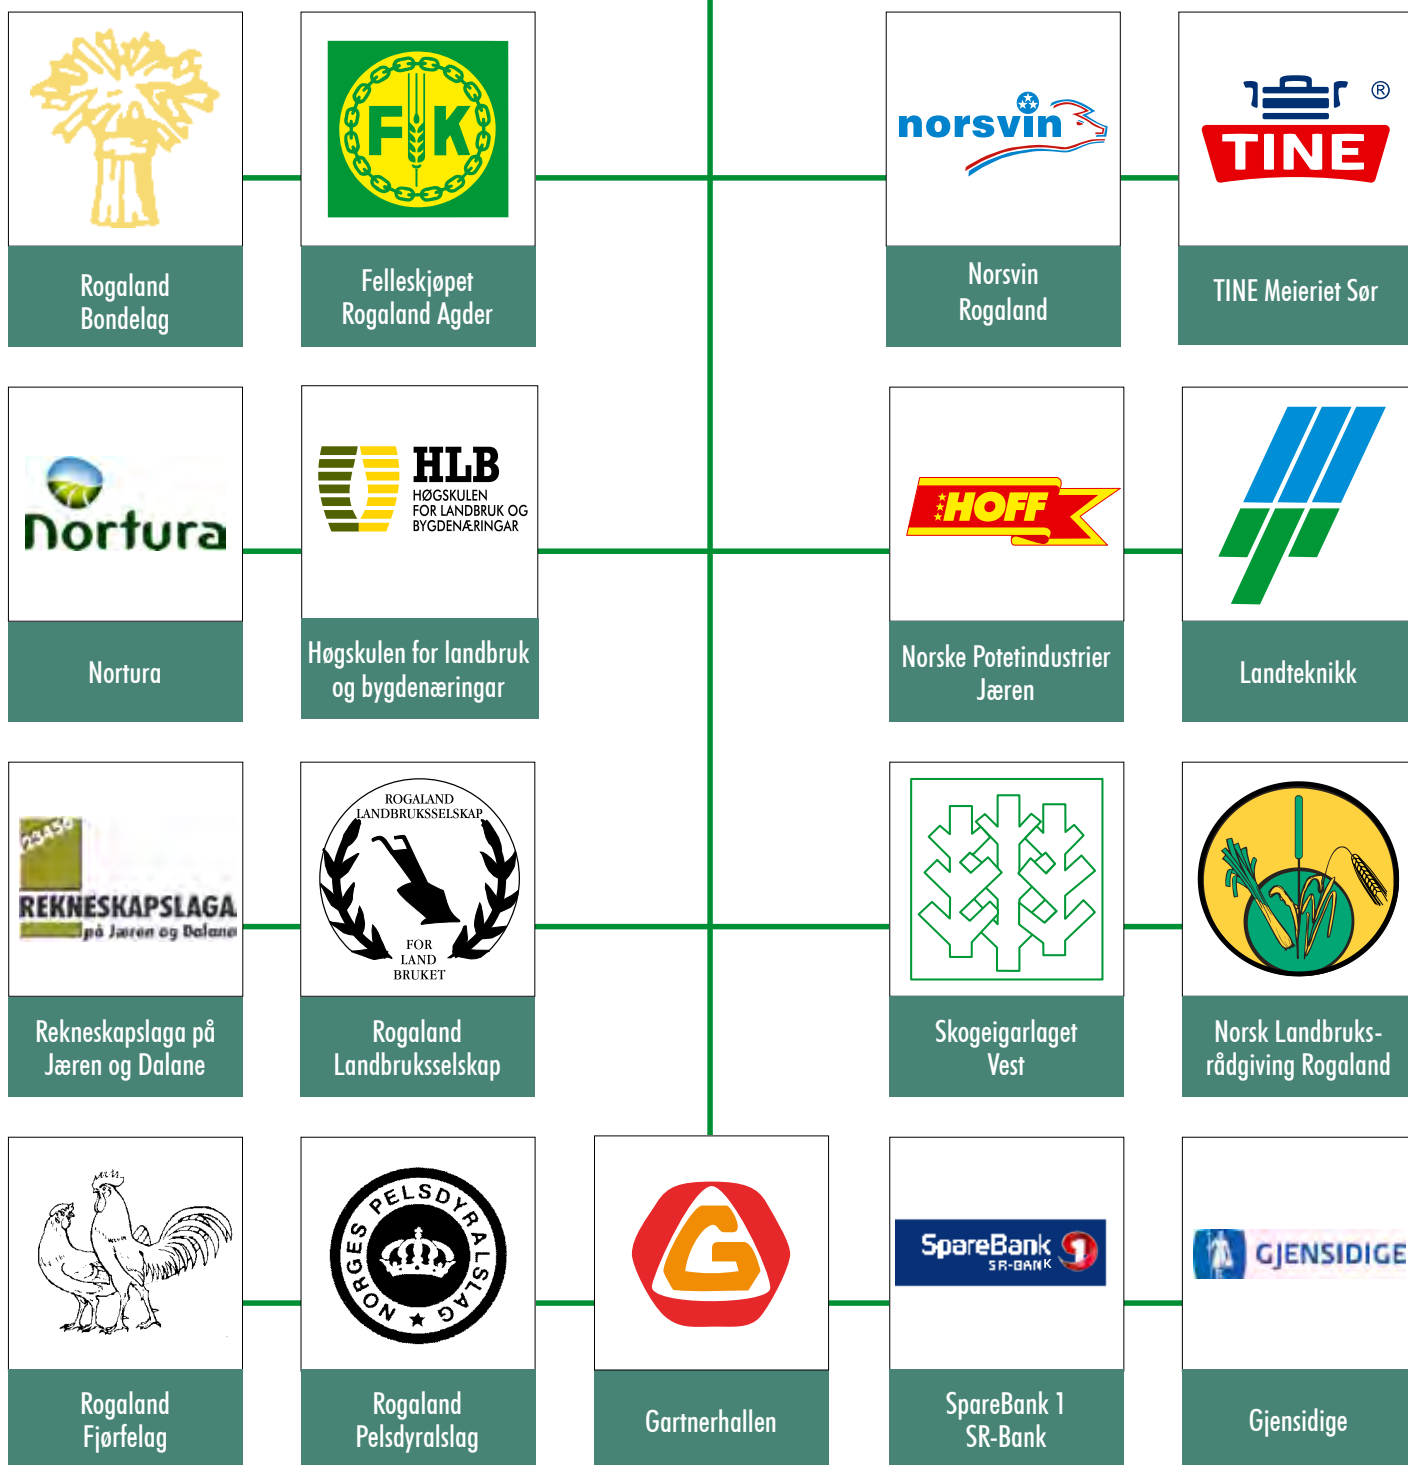 F K
norsvin
®
TINE
Rogaland
Bondelag
Felleskjøpet
Rogaland Agder
Norsvin
Rogaland
TINE Meieriet Sør
nortura
HLB
HØGSKULEN
FOR LANDBRUK OG
BYGDENÆRINGAR
HOFF
Nortura
Høgskulen for landbruk
og bygdenæringar
Norske Potetindustrier
Jæren
Landteknikk
123456
REKNESKAPSLAGA
på Jæren og Dalane
ROGALAND
LANDBRUKSSELSKAP
FOR
LAND
BRUKET
Rekneskapslaga på
Jæren og Dalane
Rogaland
Landbruksselskap
Skogeigarlaget
Vest
Norsk Landbruks-
rådgiving Rogaland
NORGES PELSDYRALSLAG
G
SpareBank 1
SR-BANK
GJENSIDIGE
Rogaland
Fjørfelag
Rogaland
Pelsdyralslag
Gartnerhallen
SpareBank 1
SR-Bank
Gjensidige